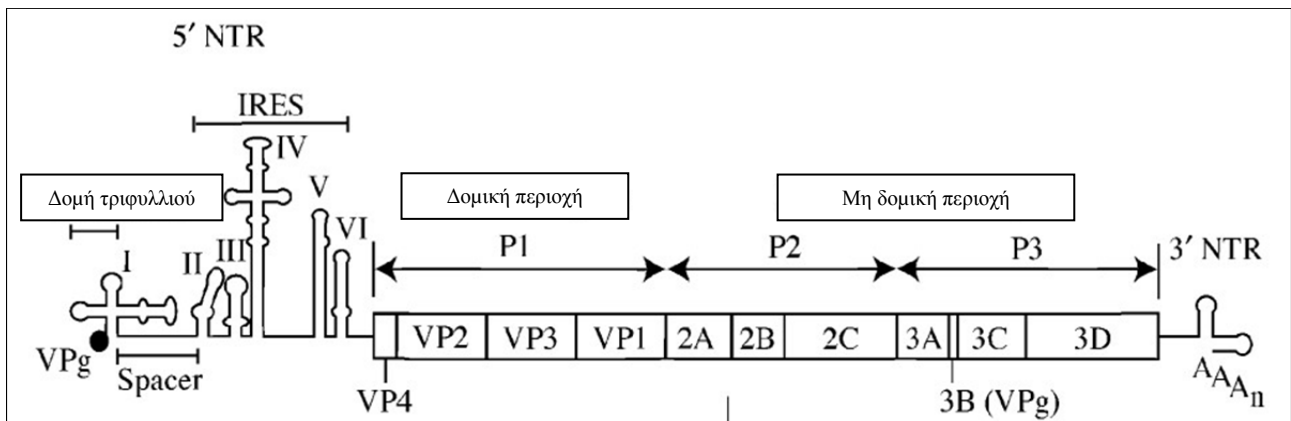 5′ NTR
IRES
IV
Δομή τριφυλλιού
Δομική περιοχή
Μη δομική περιοχή
V
VI
I
II
III
P1
P2
P3
3′ NTR
VP2
VP3
VP1
2A
2B
2C
3A
3C
3D
VPg
Spacer
VP4
3B (VPg)
AAAn